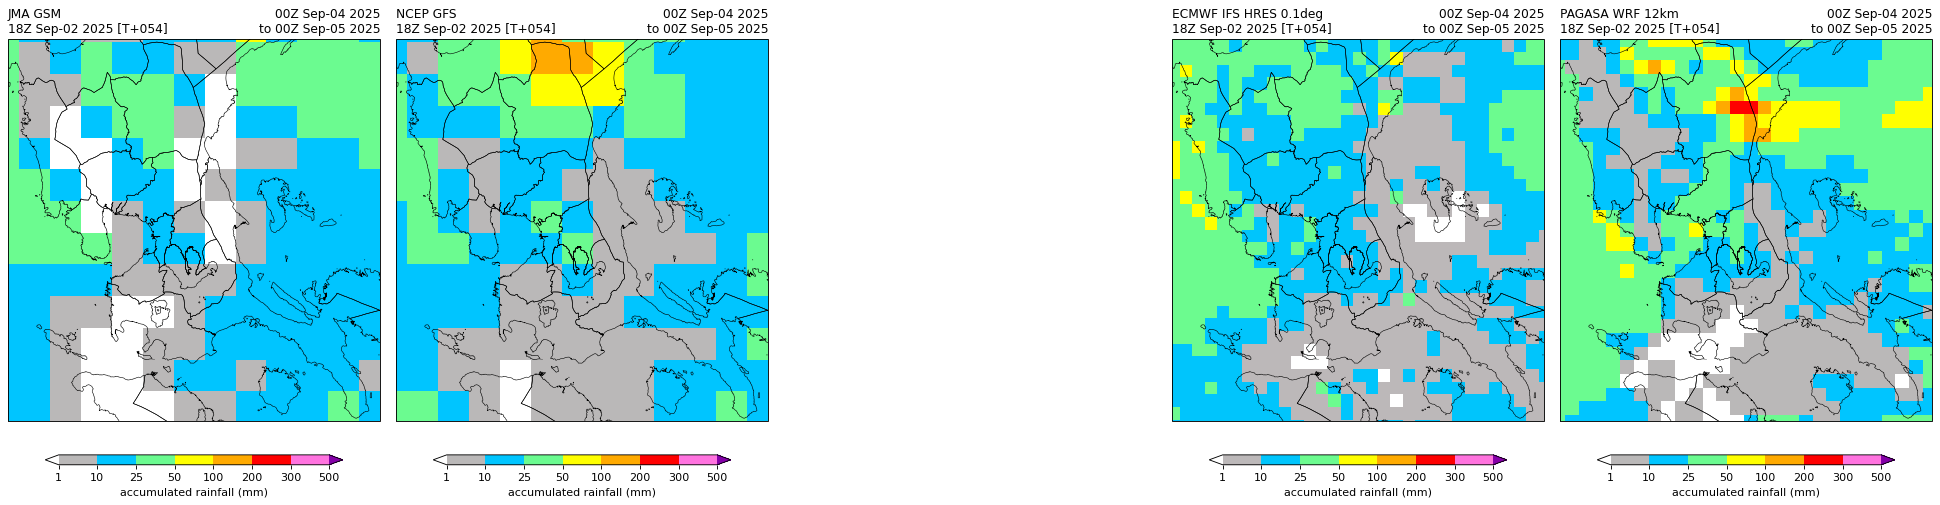 JMA GSM 00Z Sep-04 2025
18Z Sep-02 2025 [T+054] to 00Z Sep-05 2025
1 10 25 50 100 200 300 500
accumulated rainfall (mm)
NCEP GFS 00Z Sep-04 2025
18Z Sep-02 2025 [T+054] to 00Z Sep-05 2025
1 10 25 50 100 200 300 500
accumulated rainfall (mm)
ECMWF IFS HRES 0.1deg 00Z Sep-04 2025
18Z Sep-02 2025 [T+054] to 00Z Sep-05 2025
1 10 25 50 100 200 300 500
accumulated rainfall (mm)
PAGASA WRF 12km 00Z Sep-04 2025
18Z Sep-02 2025 [T+054] to 00Z Sep-05 2025
1 10 25 50 100 200 300 500
accumulated rainfall (mm)